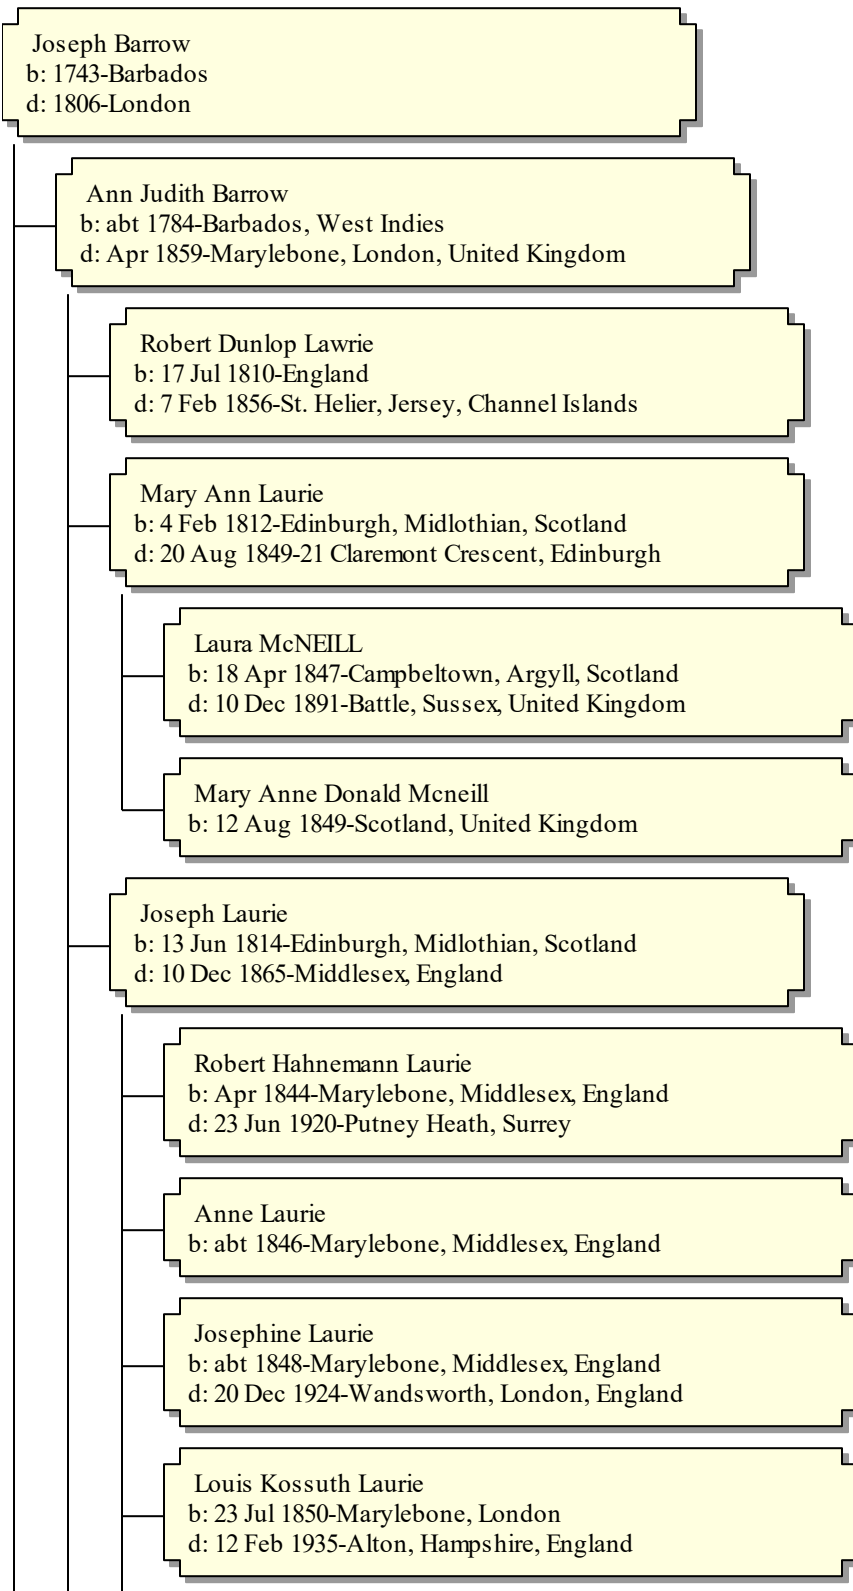 Joseph Barrow
b: 1743-Barbados
d: 1806-London
Ann Judith Barrow
b: abt 1784-Barbados, West Indies
d: Apr 1859-Marylebone, London, United Kingdom
Robert Dunlop Lawrie
b: 17 Jul 1810-England
d: 7 Feb 1856-St. Helier, Jersey, Channel Islands
Mary Ann Laurie
b: 4 Feb 1812-Edinburgh, Midlothian, Scotland
d: 20 Aug 1849-21 Claremont Crescent, Edinburgh
Laura McNEILL
b: 18 Apr 1847-Campbeltown, Argyll, Scotland
d: 10 Dec 1891-Battle, Sussex, United Kingdom
Mary Anne Donald Mcneill
b: 12 Aug 1849-Scotland, United Kingdom
Joseph Laurie
b: 13 Jun 1814-Edinburgh, Midlothian, Scotland
d: 10 Dec 1865-Middlesex, England
Robert Hahnemann Laurie
b: Apr 1844-Marylebone, Middlesex, England
d: 23 Jun 1920-Putney Heath, Surrey
Anne Laurie
b: abt 1846-Marylebone, Middlesex, England
Josephine Laurie
b: abt 1848-Marylebone, Middlesex, England
d: 20 Dec 1924-Wandsworth, London, England
Louis Kossuth Laurie
b: 23 Jul 1850-Marylebone, London
d: 12 Feb 1935-Alton, Hampshire, England